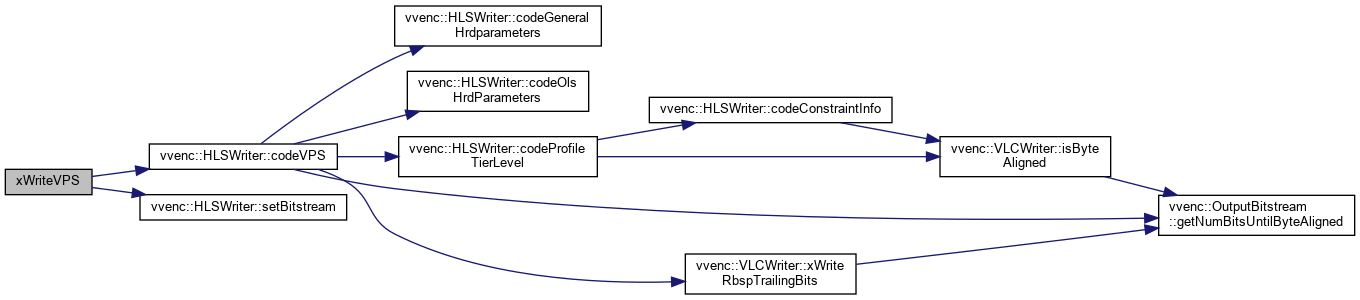 vvenc::HLSWriter::codeGeneral
Hrdparameters
vvenc::HLSWriter::codeOls
HrdParameters
vvenc::HLSWriter::codeConstraintInfo
vvenc::HLSWriter::codeVPS
vvenc::HLSWriter::codeProfile
TierLevel
vvenc::VLCWriter::isByte
Aligned
xWriteVPS
vvenc::HLSWriter::setBitstream
vvenc::OutputBitstream
::getNumBitsUntilByteAligned
vvenc::VLCWriter::xWrite
RbspTrailingBits